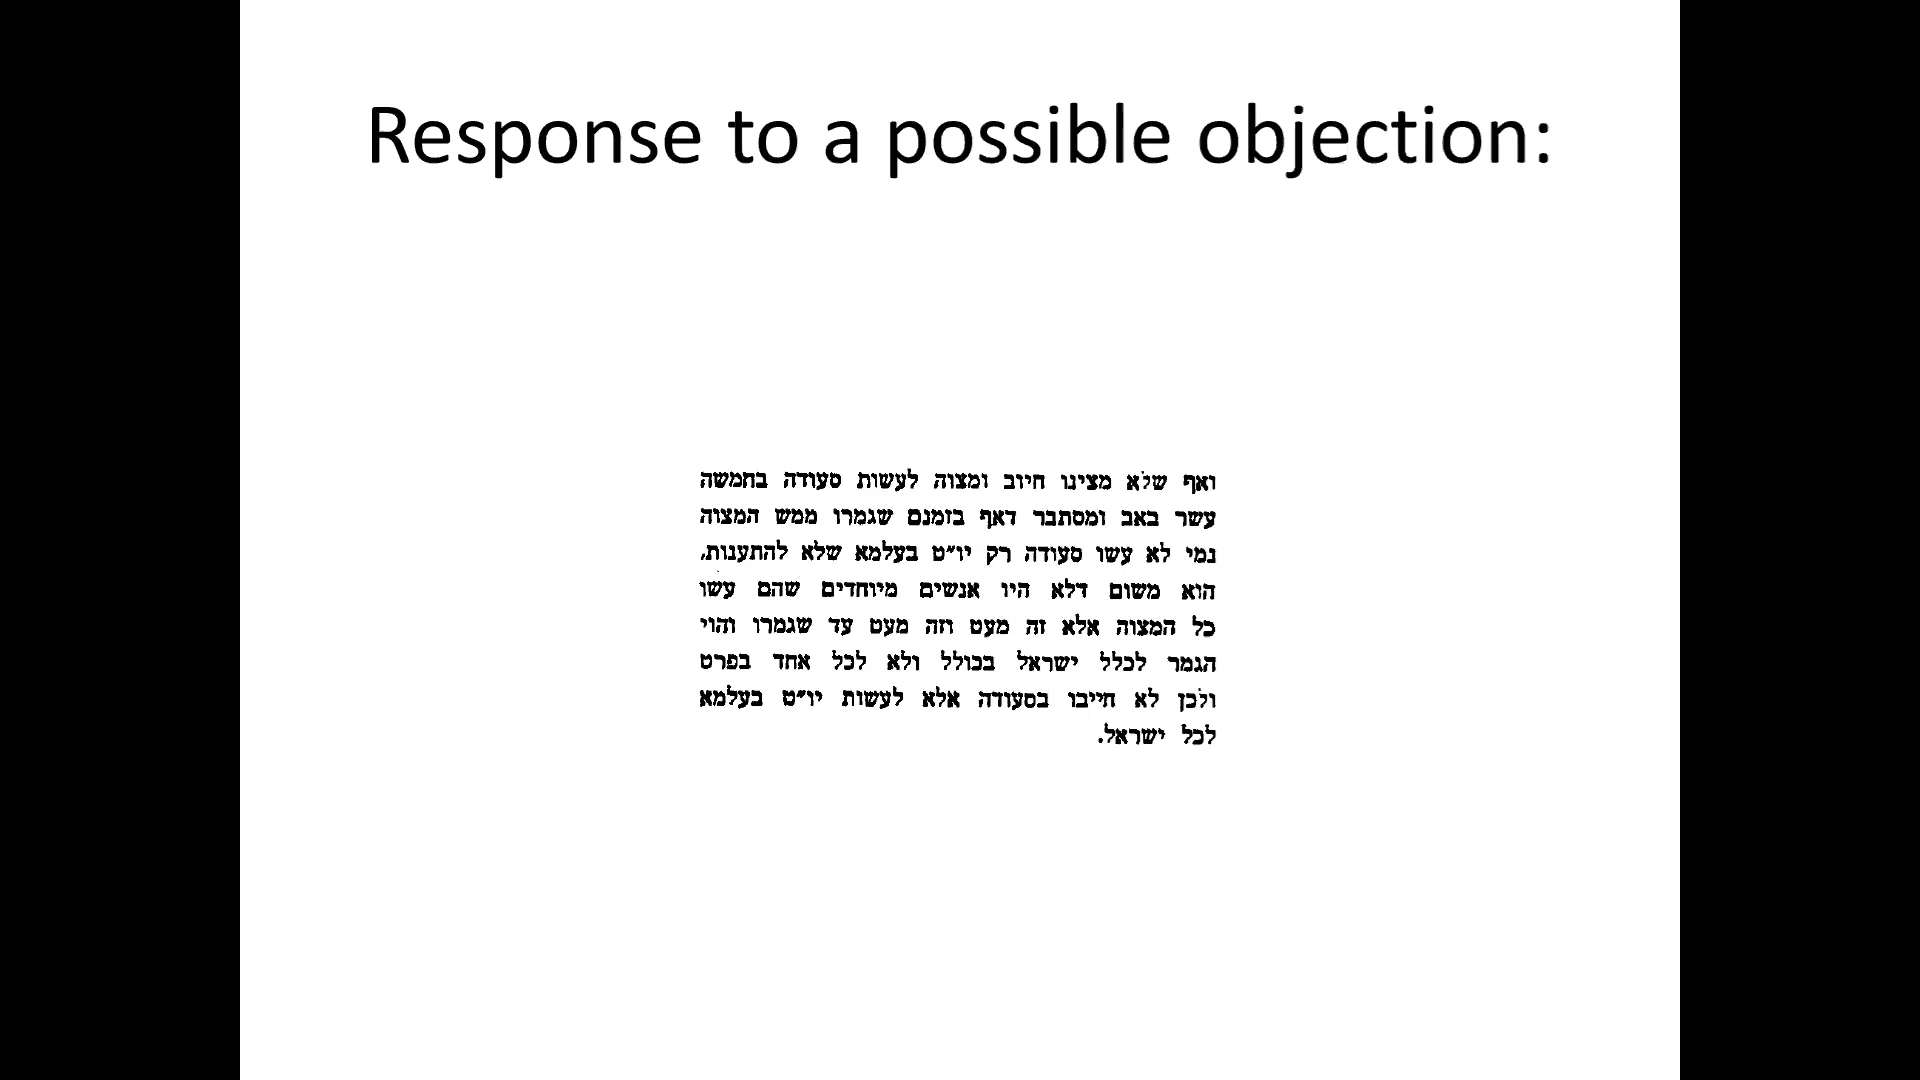 Response to a possible objection:
ואף שלא מצינו חיוב ומצוה לעשות סעודה בחמשה
עשר באב ומסתבר דאף בזמנם שגמרו ממש המצוה
נמי לא עשו סעודה רק יו״ט בעלמא שלא להתענות,
הוא משום דלא היו אנשים מיוחדים שהם עשו
כל המצוה אלא זה מעט וזה מעט עד שגמרו והוי
הגמר לכלל ישראל בכולל ולא לכל אחד בפרט
ולכן לא חייבו בסעודה אלא לעשות יו״ט בעלמא
לכל ישראל.